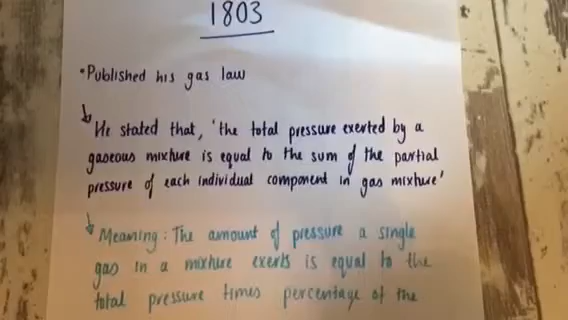 1803
•Published his gas law
He stated that, 'the total pressure exerted by a
gaseous mixture is equal to the sum of the partial
pressure of each individual component in gas mixture'
Meaning: The amount of pressure a single
gas in a mixture exerts is equal to the
total pressure times percentage of the